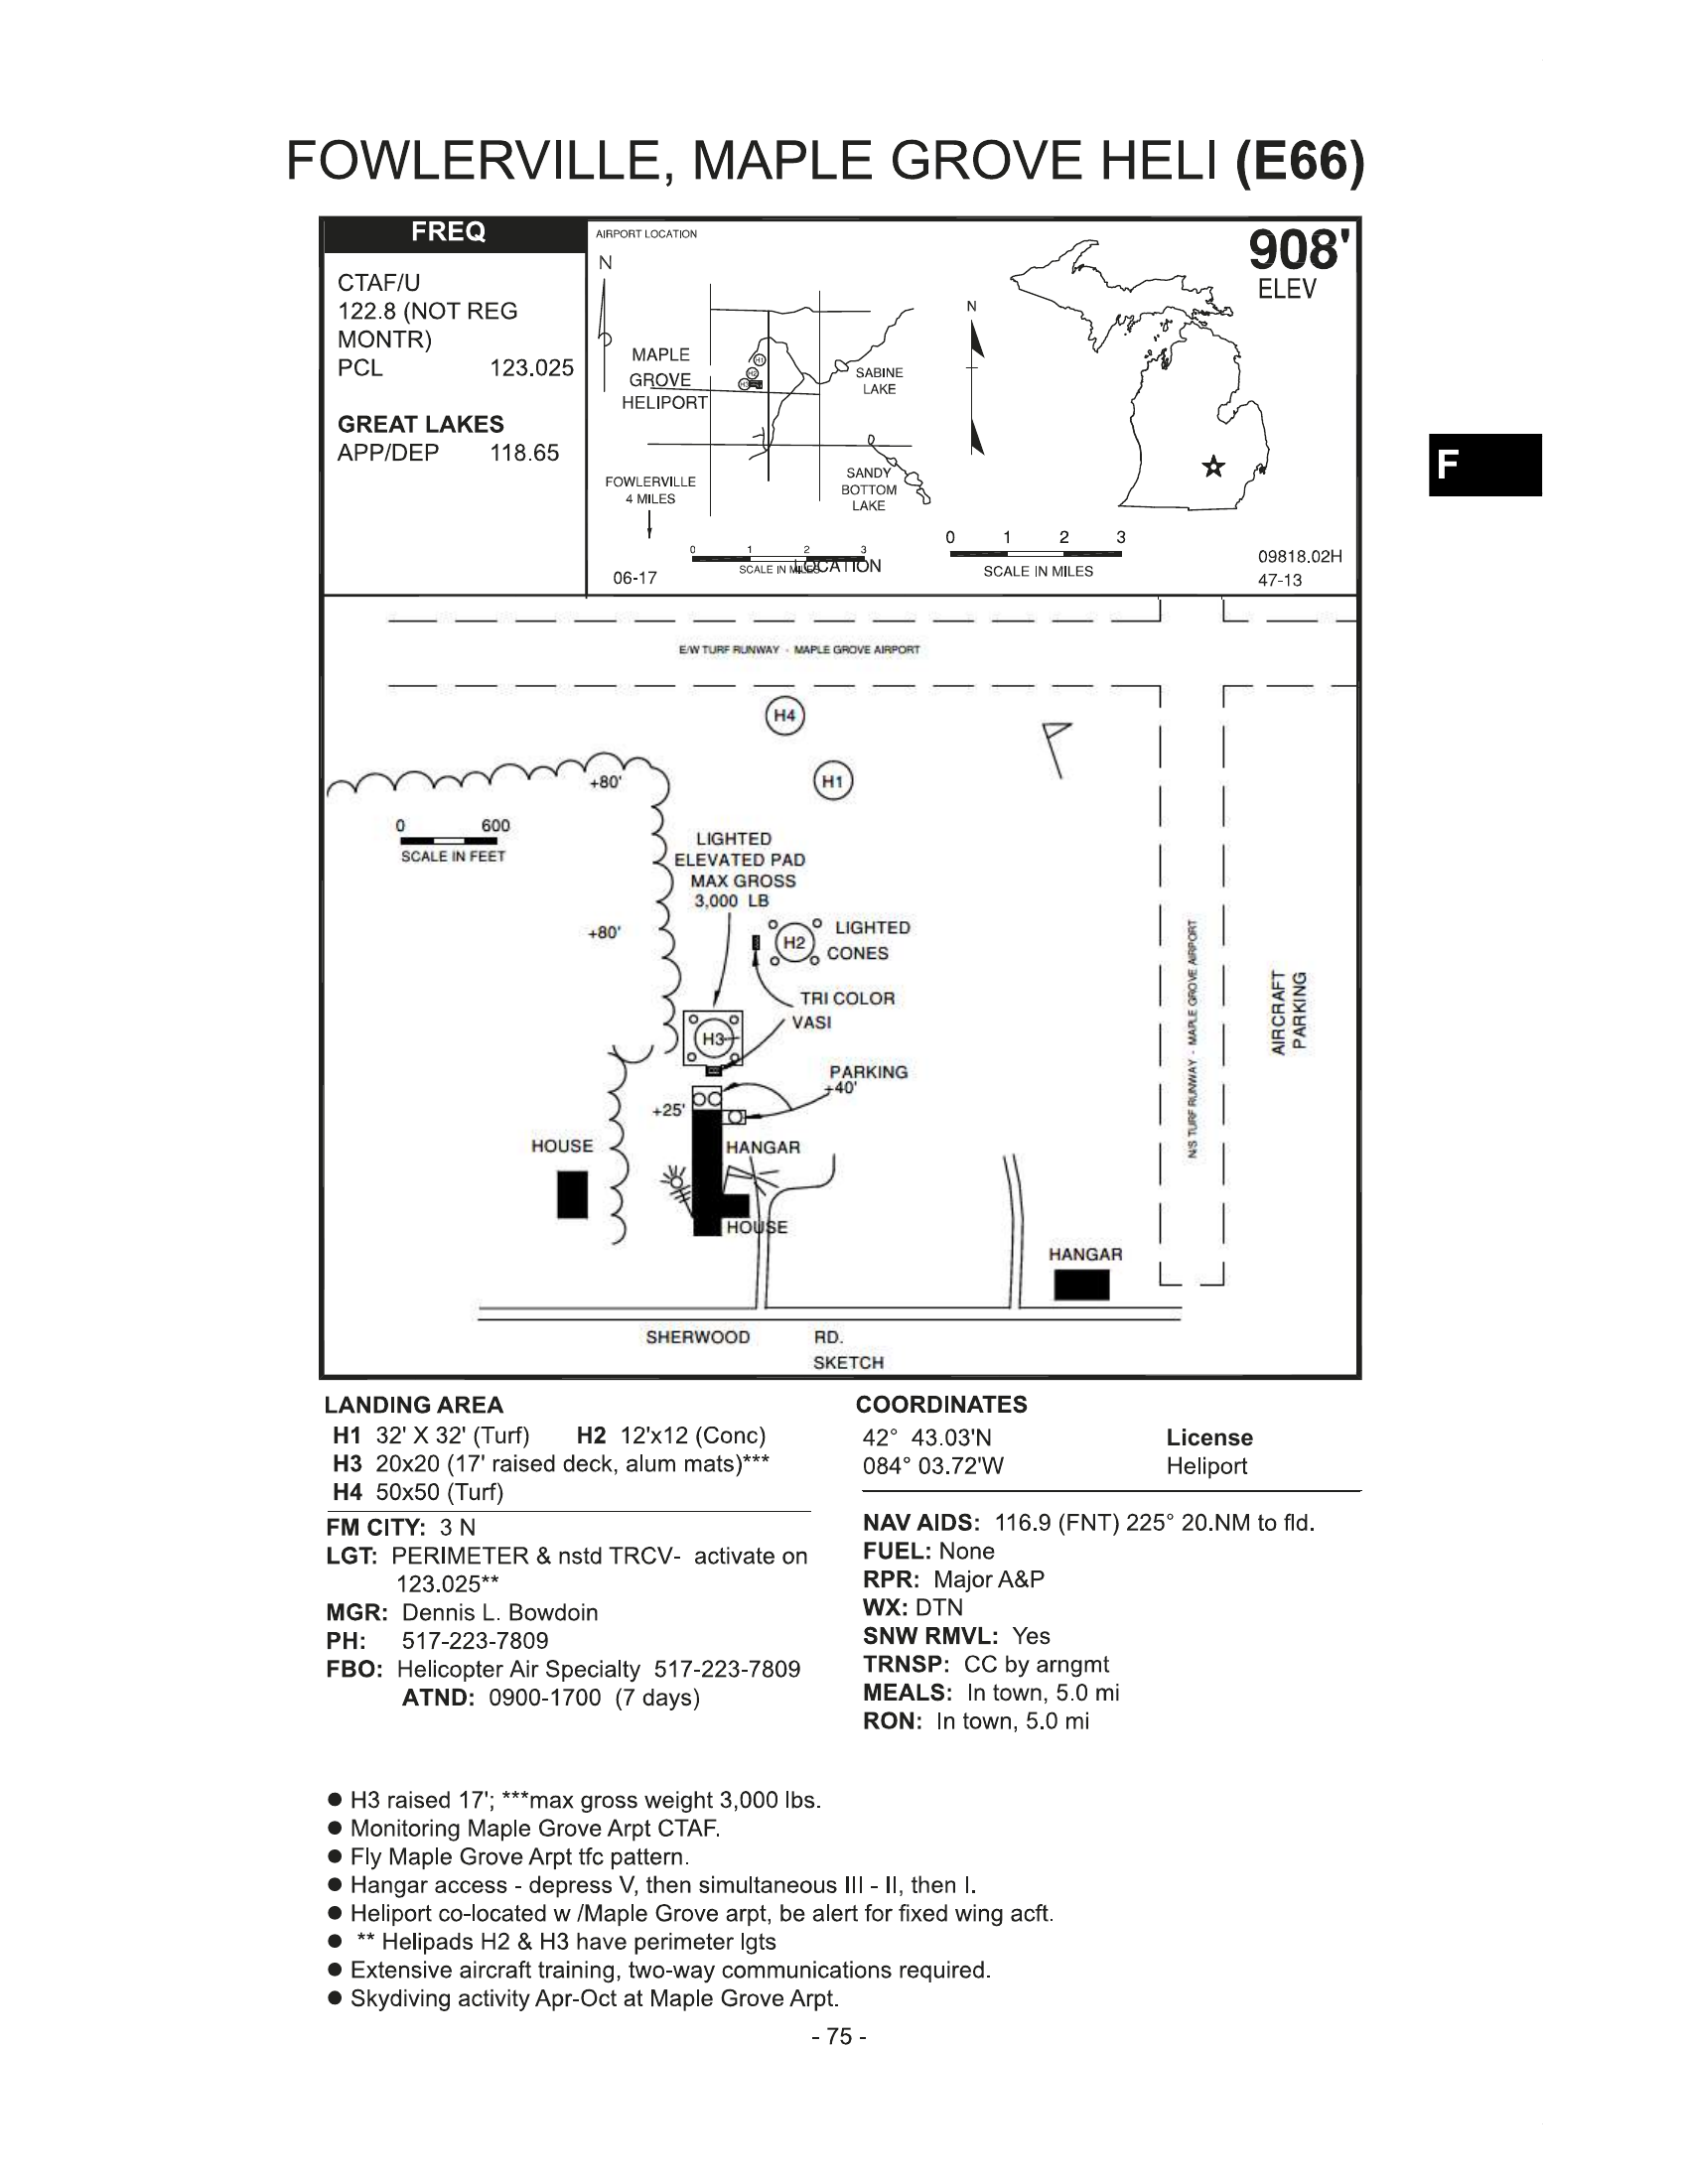 FOWLERVILLE, MAPLE GROVE HELI (E66)
FREQ
CTAF/U
122.8 (NOT REG
MONTR)
PCL 123.025
GREAT LAKES
APP/DEP 118.65
AIRPORT LOCATION
N
MAPLE
GROVE
HELIPORT
H1
H2
H3
SABINE
LAKE
FOWLERVILLE
4 MILES
SANDY
BOTTOM
LAKE
0 1 2 3
SCALE IN MILES
LOCATION
06-17
N
908'
ELEV
0 1 2 3
SCALE IN MILES
09818.02H
47-13
F
E/W TURF RUNWAY - MAPLE GROVE AIRPORT
H4
H1
+80'
0 600
SCALE IN FEET
LIGHTED
ELEVATED PAD
MAX GROSS
3,000 LB
+80'
H2
LIGHTED
CONES
TRI COLOR
VASI
H3
PARKING
+40'
+25'
HOUSE
HANGAR
HOUSE
HANGAR
N/S TURF RUNWAY - MAPLE GROVE AIRPORT
AIRCRAFT
PARKING
SHERWOOD RD.
SKETCH
LANDING AREA
H1 32' X 32' (Turf) H2 12'x12 (Conc)
H3 20x20 (17' raised deck, alum mats)***
H4 50x50 (Turf)
FM CITY: 3 N
LGT: PERIMETER & nstd TRCV- activate on
123.025**
MGR: Dennis L. Bowdoin
PH: 517-223-7809
FBO: Helicopter Air Specialty 517-223-7809
ATND: 0900-1700 (7 days)
COORDINATES
42° 43.03'N License
084° 03.72'W Heliport
NAV AIDS: 116.9 (FNT) 225° 20.NM to fld.
FUEL: None
RPR: Major A&P
WX: DTN
SNW RMVL: Yes
TRNSP: CC by arngmt
MEALS: In town, 5.0 mi
RON: In town, 5.0 mi
● H3 raised 17'; ***max gross weight 3,000 lbs.
● Monitoring Maple Grove Arpt CTAF.
● Fly Maple Grove Arpt tfc pattern.
● Hangar access - depress V, then simultaneous III - II, then I.
● Heliport co-located w /Maple Grove arpt, be alert for fixed wing acft.
● ** Helipads H2 & H3 have perimeter lgts
● Extensive aircraft training, two-way communications required.
● Skydiving activity Apr-Oct at Maple Grove Arpt.
- 75 -